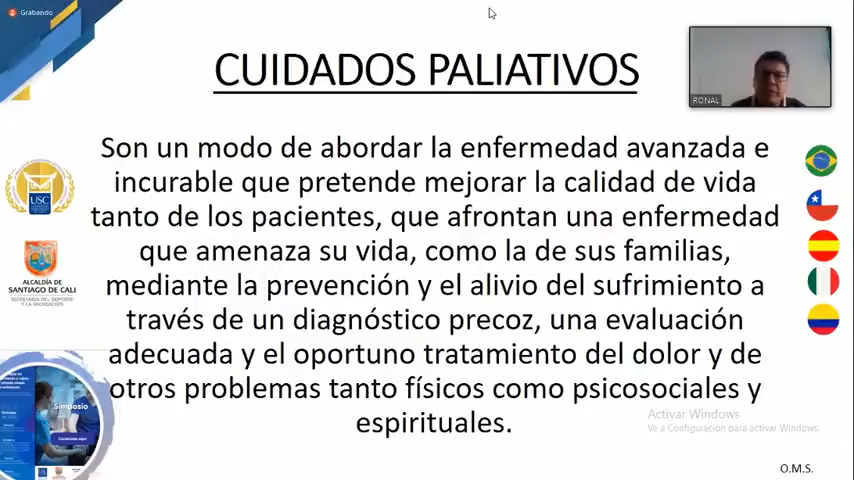 Grabando
CUIDADOS PALIATIVOS
RONAL
Son un modo de abordar la enfermedad avanzada e
incurable que pretende mejorar la calidad de vida
tanto de los pacientes, que afrontan una enfermedad
que amenaza su vida, como la de sus familias,
mediante la prevención y el alivio del sufrimiento a
través de un diagnóstico precoz, una evaluación
adecuada y el oportuno tratamiento del dolor y de
otros problemas tanto físicos como psicosociales y
espirituales.
USC
ALCALDÍA DE
SANTIAGO DE CALI
SECRETARÍA DEL DEPORTE
Y LA RECREACIÓN
Simposio
Activar Windows
Ve a Configuración para activar Windows.
O.M.S.